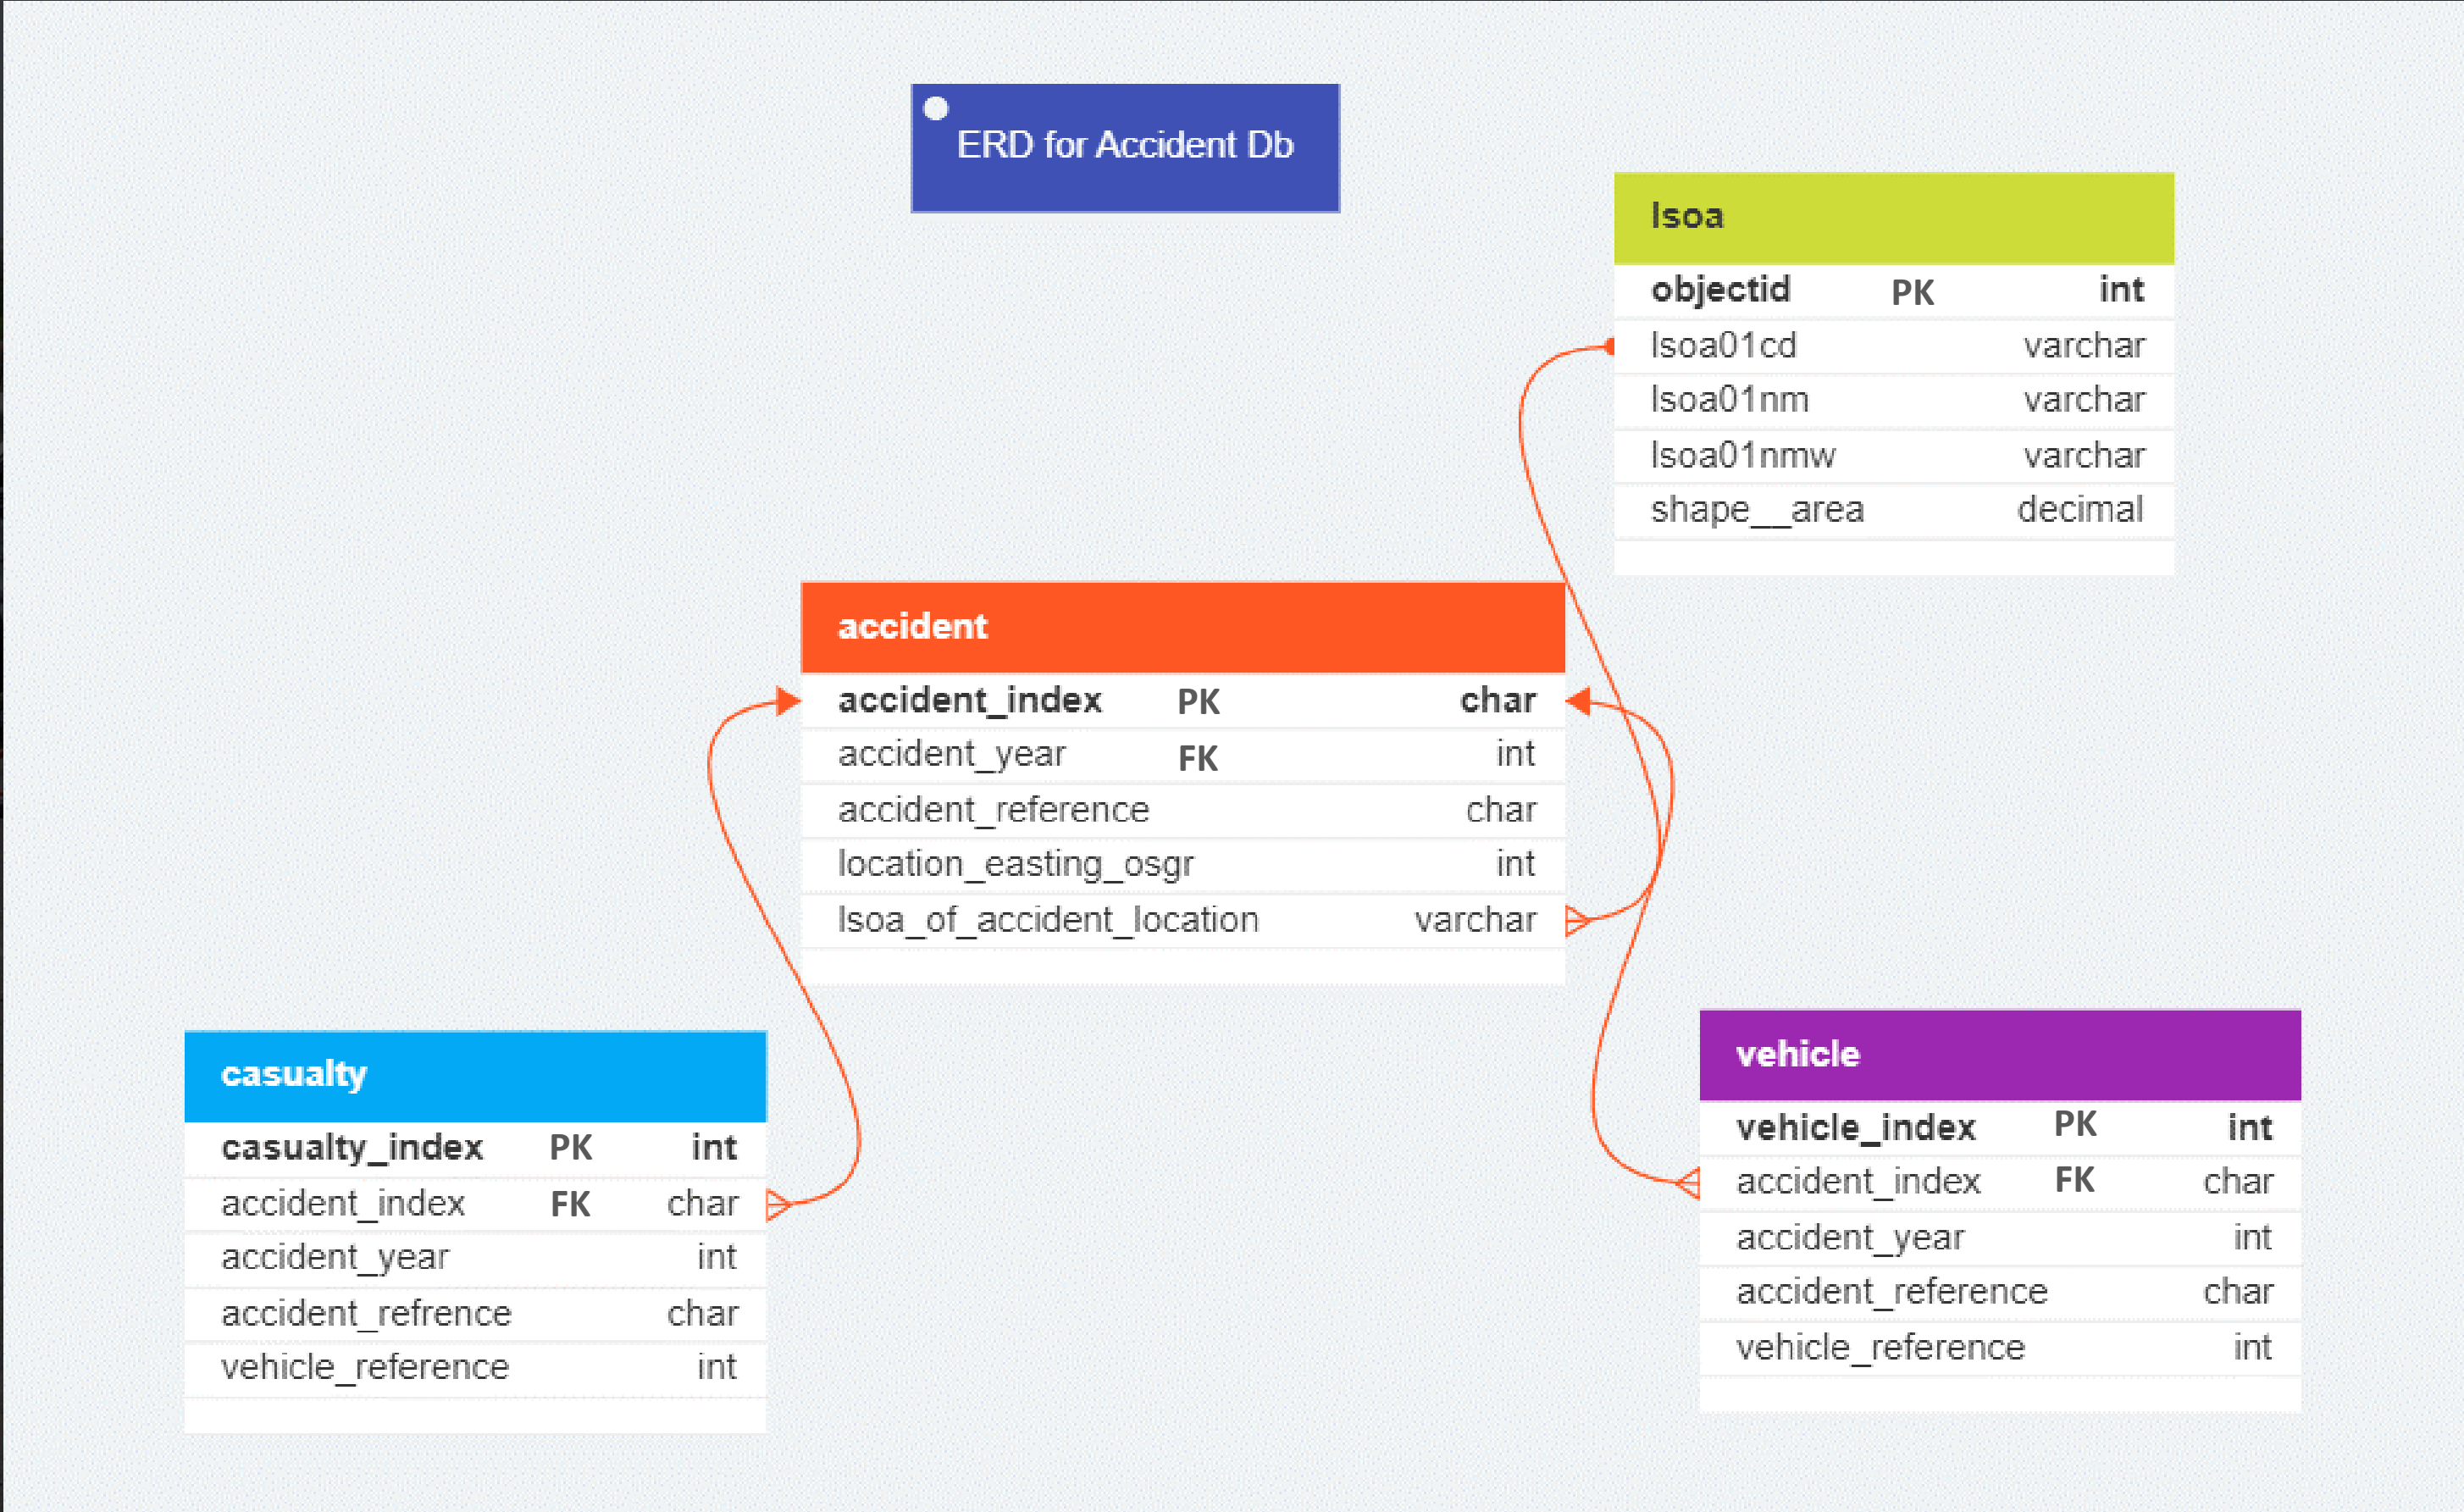 ERD for Accident Db
lsoa
objectid PK int
lsoa01cd varchar
lsoa01nm varchar
lsoa01nmw varchar
shape__area decimal
accident
accident_index PK char
accident_year FK int
accident_reference char
location_easting_osgr int
lsoa_of_accident_location varchar
casualty
casualty_index PK int
accident_index FK char
accident_year int
accident_refrence char
vehicle_reference int
vehicle
vehicle_index PK int
accident_index FK char
accident_year int
accident_reference char
vehicle_reference int